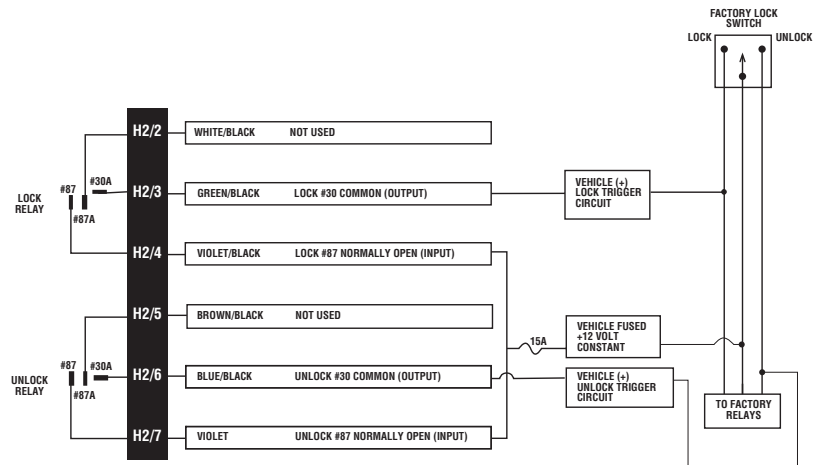 FACTORY LOCK
SWITCH
LOCK
UNLOCK
H2/2
WHITE/BLACK NOT USED
#87
#30A
#87A
LOCK
RELAY
H2/3
GREEN/BLACK LOCK #30 COMMON (OUTPUT)
VEHICLE (+)
LOCK TRIGGER
CIRCUIT
H2/4
VIOLET/BLACK LOCK #87 NORMALLY OPEN (INPUT)
H2/5
BROWN/BLACK NOT USED
15A
VEHICLE FUSED
+12 VOLT
CONSTANT
#87
#30A
#87A
UNLOCK
RELAY
H2/6
BLUE/BLACK UNLOCK #30 COMMON (OUTPUT)
VEHICLE (+)
UNLOCK TRIGGER
CIRCUIT
TO FACTORY
RELAYS
H2/7
VIOLET UNLOCK #87 NORMALLY OPEN (INPUT)